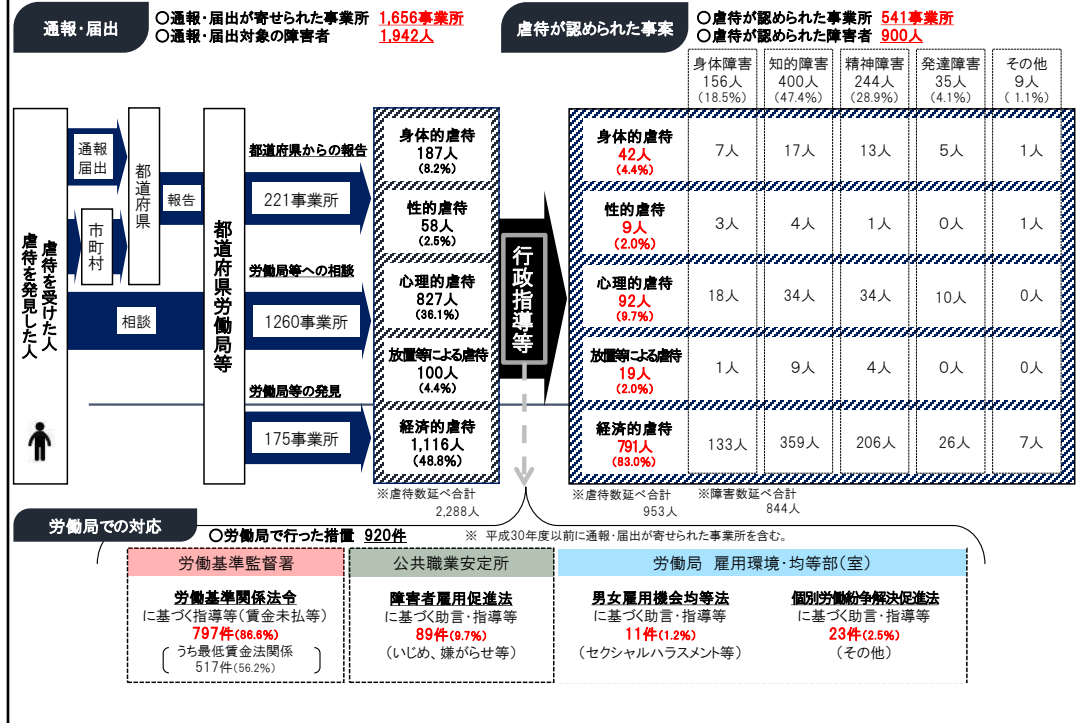 通報・届出
○通報・届出が寄せられた事業所 1,656事業所
○通報・届出対象の障害者 1,942人
虐待が認められた事案
○虐待が認められた事業所 541事業所
○虐待が認められた障害者 900人
身体障害
156人
(18.5%)
知的障害
400人
(47.4%)
精神障害
244人
(28.9%)
発達障害
35人
(4.1%)
その他
9人
( 1.1%)
虐待を受けた人
虐待を発見した人
通報
届出
市町村
都道府県
報告
相談
都道府県労働局等
都道府県からの報告
221事業所
労働局等への相談
1260事業所
労働局等の発見
175事業所
身体的虐待
187人
(8.2%)
性的虐待
58人
(2.5%)
心理的虐待
827人
(36.1%)
放置等による虐待
100人
(4.4%)
経済的虐待
1,116人
(48.8%)
※虐待数延べ合計
2,288人
行政指導等
身体的虐待
42人
(4.4%)
7人 17人 13人 5人 1人
性的虐待
9人
(2.0%)
3人 4人 1人 0人 1人
心理的虐待
92人
(9.7%)
18人 34人 34人 10人 0人
放置等による虐待
19人
(2.0%)
1人 9人 4人 0人 0人
経済的虐待
791人
(83.0%)
133人 359人 206人 26人 7人
※虐待数延べ合計
953人
※障害数延べ合計
844人
労働局での対応
○労働局で行った措置 920件
※ 平成30年度以前に通報・届出が寄せられた事業所を含む。
労働基準監督署
労働基準関係法令
に基づく指導等(賃金未払等)
797件(86.6%)
うち最低賃金法関係
517件(56.2%)
公共職業安定所
障害者雇用促進法
に基づく助言・指導等
89件(9.7%)
(いじめ、嫌がらせ等)
労働局 雇用環境・均等部(室)
男女雇用機会均等法
に基づく助言・指導等
11件(1.2%)
(セクシャルハラスメント等)
個別労働紛争解決促進法
に基づく助言・指導等
23件(2.5%)
(その他)